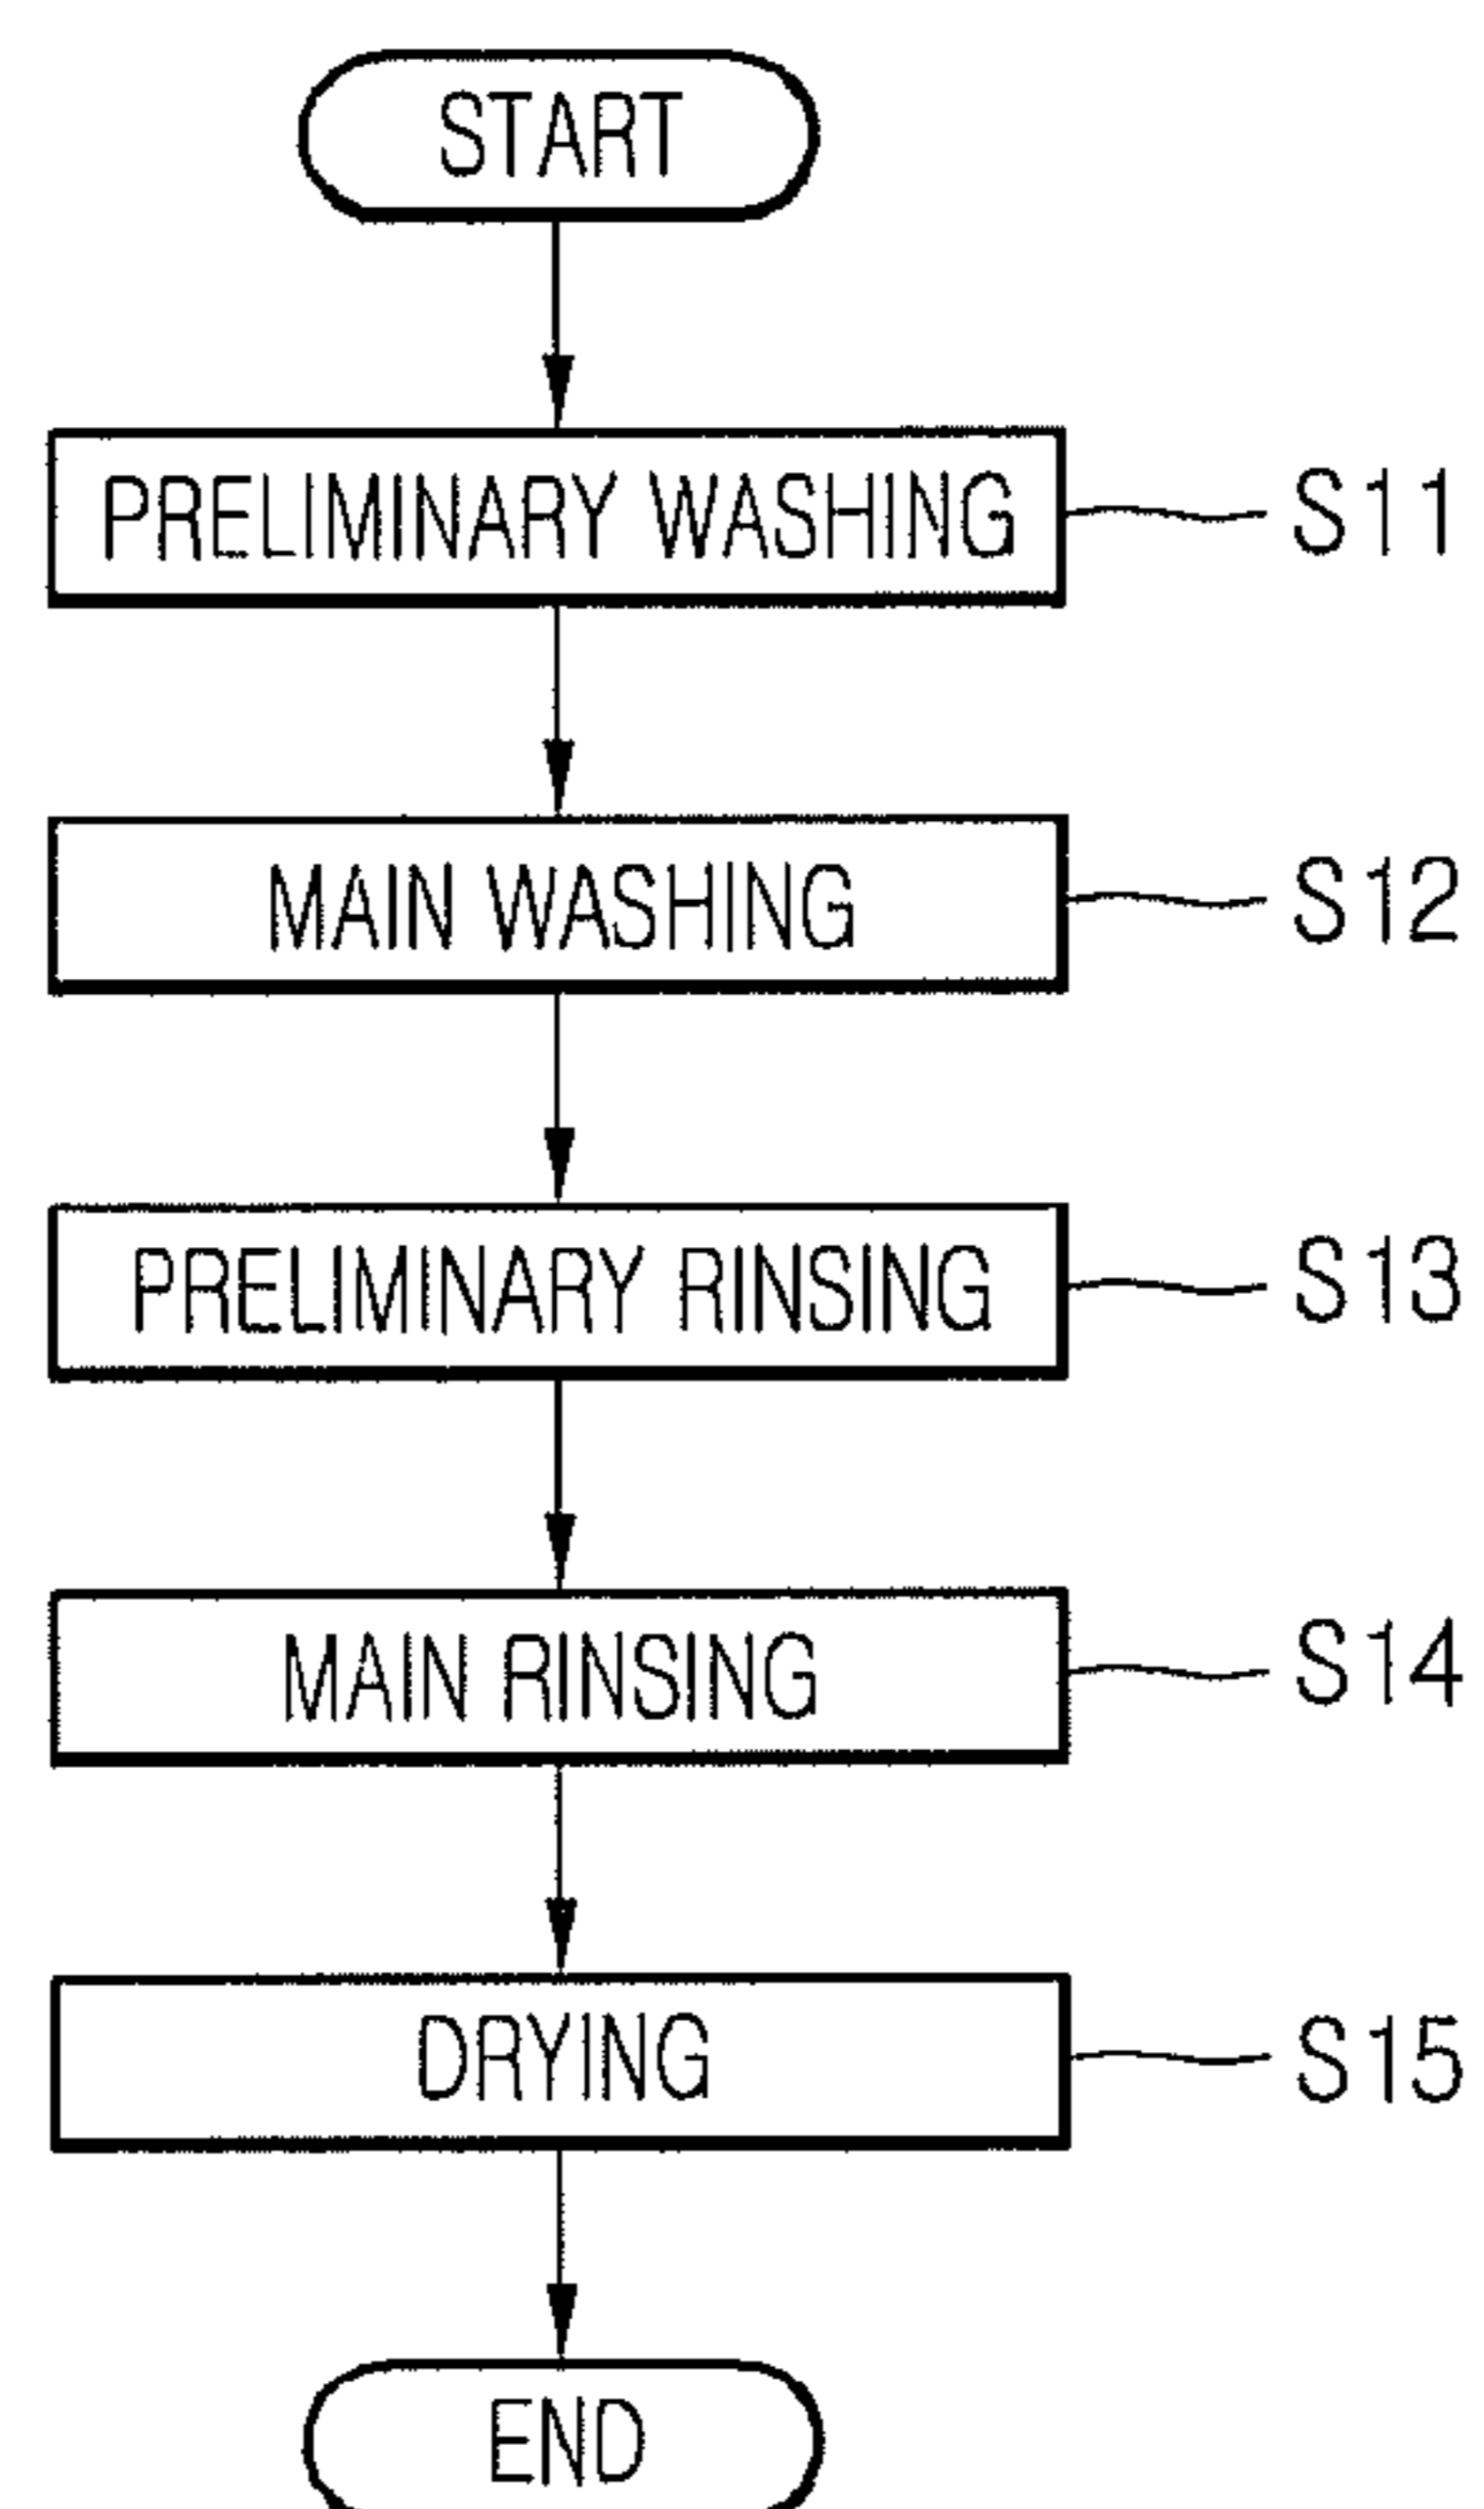 START
PRELIMINARY WASHING S11
MAIN WASHING S12
PRELIMINARY RINSING S13
MAIN RINSING S14
DRYING S15
END